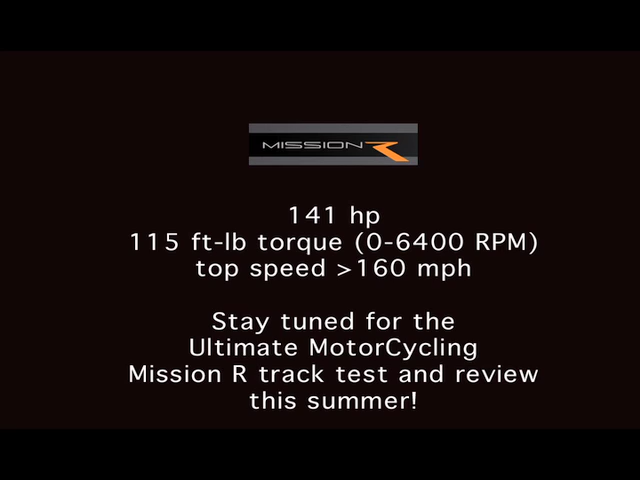 MISSION R
141 hp
115 ft-lb torque (0-6400 RPM)
top speed >160 mph
Stay tuned for the
Ultimate MotorCycling
Mission R track test and review
this summer!